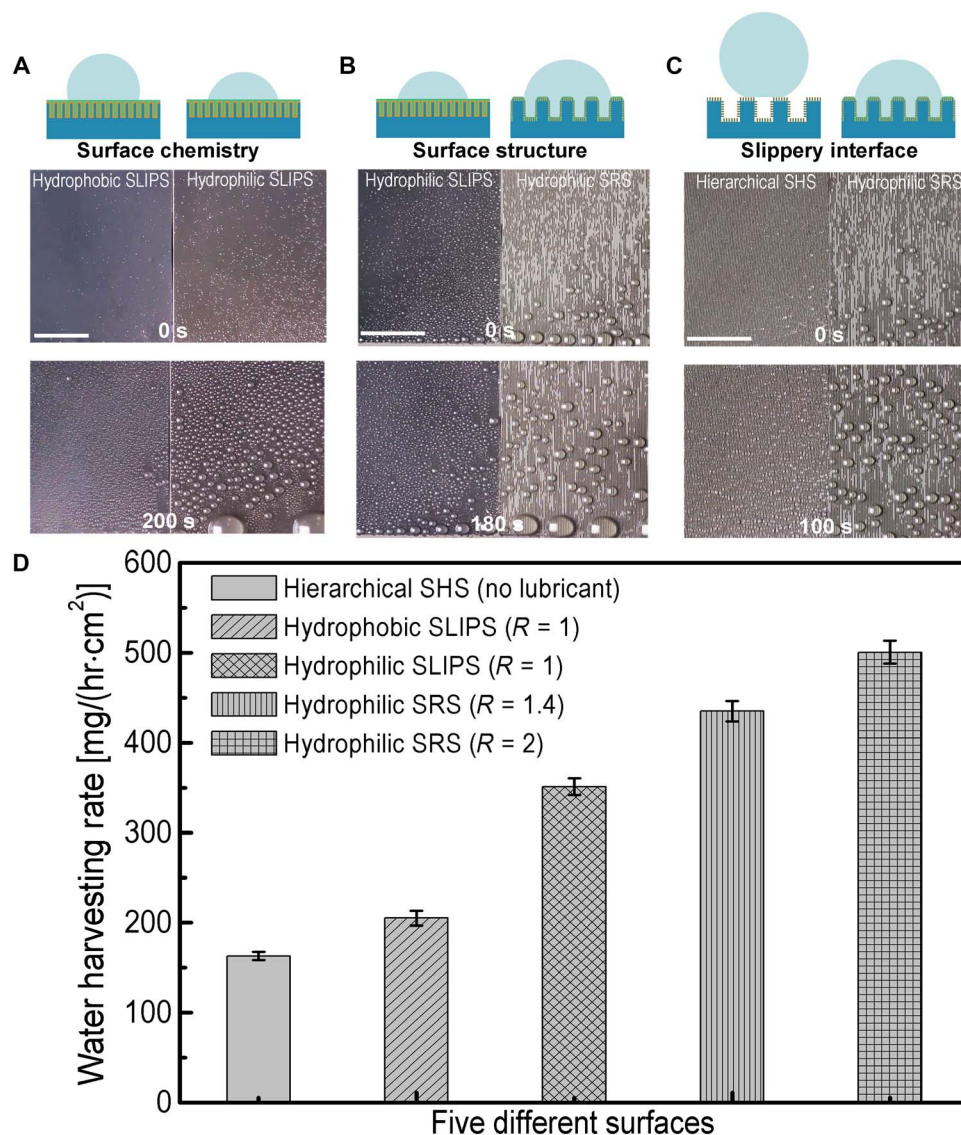 A
B
C
Surface chemistry
Surface structure
Slippery interface
Hydrophobic SLIPS
Hydrophilic SLIPS
Hydrophilic SLIPS
Hydrophilic SRS
Hierarchical SHS
Hydrophilic SRS
0 s
0 s
0 s
200 s
180 s
100 s
D
600
500
400
300
200
100
0
Water harvesting rate [mg/(hr·cm²)]
Hierarchical SHS (no lubricant)
Hydrophobic SLIPS (R = 1)
Hydrophilic SLIPS (R = 1)
Hydrophilic SRS (R = 1.4)
Hydrophilic SRS (R = 2)
Five different surfaces